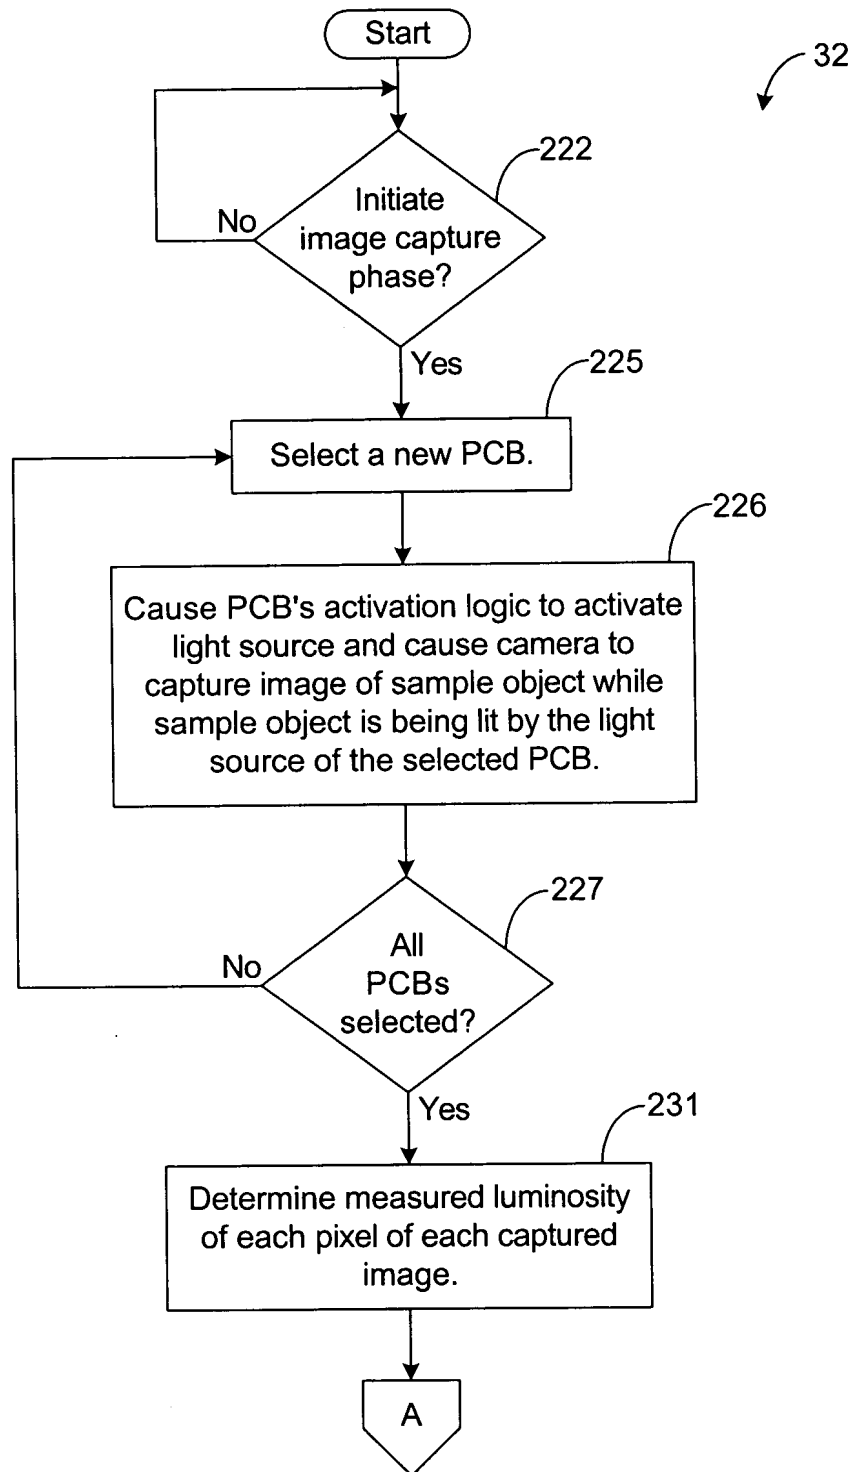 Start
32
222
Initiate
image capture
phase?
No
Yes
225
Select a new PCB.
226
Cause PCB's activation logic to activate
light source and cause camera to
capture image of sample object while
sample object is being lit by the light
source of the selected PCB.
227
All
PCBs
selected?
No
Yes
231
Determine measured luminosity
of each pixel of each captured
image.
A